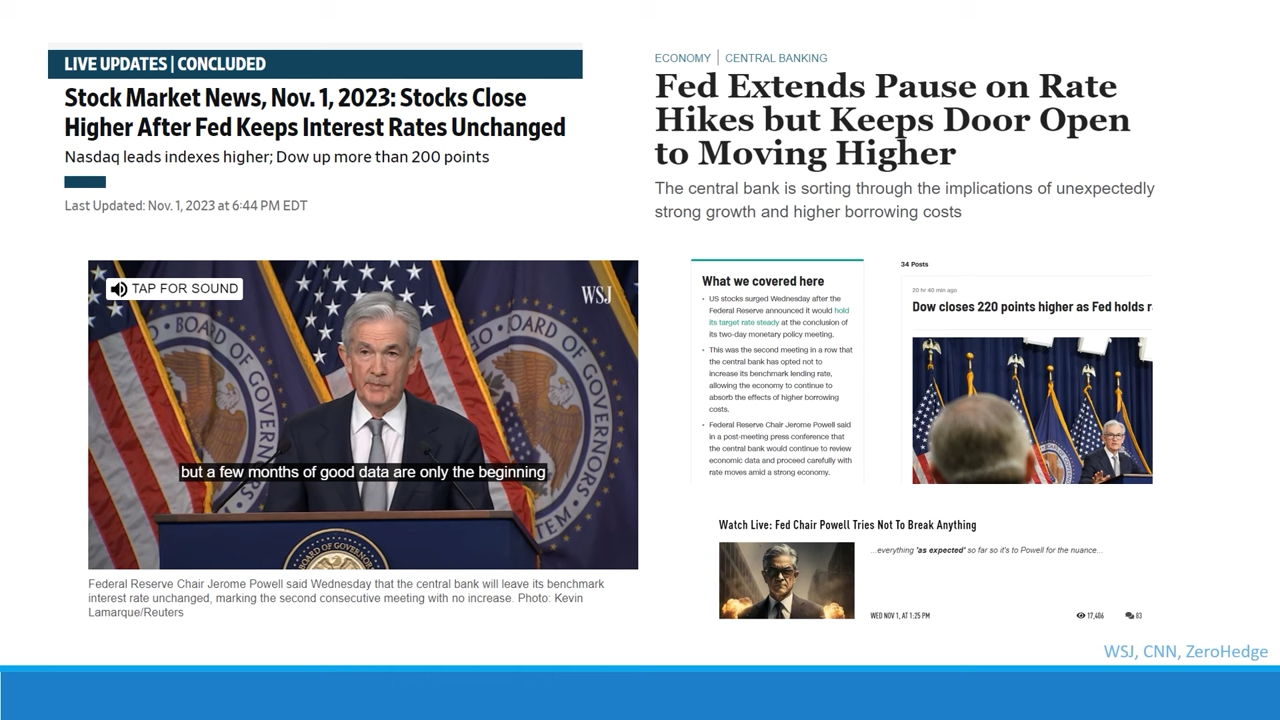 LIVE UPDATES | CONCLUDED
Stock Market News, Nov. 1, 2023: Stocks Close
Higher After Fed Keeps Interest Rates Unchanged
Nasdaq leads indexes higher; Dow up more than 200 points
Last Updated: Nov. 1, 2023 at 6:44 PM EDT
ECONOMY | CENTRAL BANKING
Fed Extends Pause on Rate
Hikes but Keeps Door Open
to Moving Higher
The central bank is sorting through the implications of unexpectedly
strong growth and higher borrowing costs
TAP FOR SOUND
WSJ
BOARD OF GOVERNORS
but a few months of good data are only the beginning
Federal Reserve Chair Jerome Powell said Wednesday that the central bank will leave its benchmark
interest rate unchanged, marking the second consecutive meeting with no increase. Photo: Kevin
Lamarque/Reuters
What we covered here
• US stocks surged Wednesday after the
Federal Reserve announced it would hold
its target rate steady at the conclusion of
its two-day monetary policy meeting.
• This was the second meeting in a row that
the central bank has opted not to
increase its benchmark lending rate,
allowing the economy to continue to
absorb the effects of higher borrowing
costs.
• Federal Reserve Chair Jerome Powell said
in a post-meeting press conference that
the central bank would continue to review
economic data and proceed carefully with
rate moves amid a strong economy.
34 Posts
20 hr 40 min ago
Dow closes 220 points higher as Fed holds r
Watch Live: Fed Chair Powell Tries Not To Break Anything
...everything "as expected" so far so it's to Powell for the nuance...
WED NOV 1, AT 1:25 PM
17,406
83
WSJ, CNN, ZeroHedge